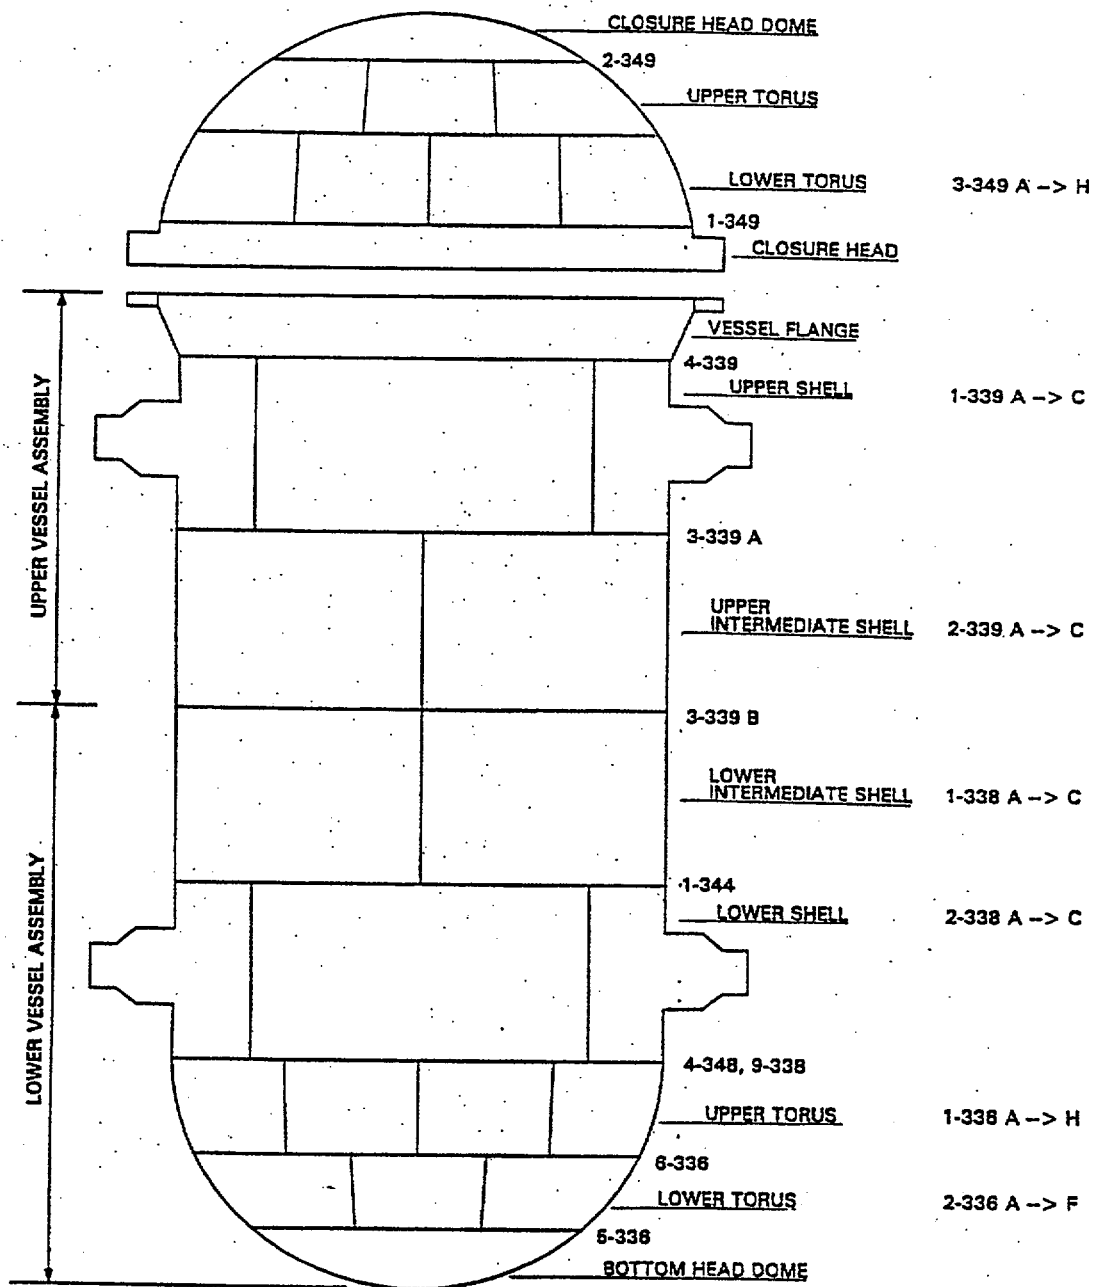 CLOSURE HEAD DOME
2-349
UPPER TORUS
LOWER TORUS 3-349 A --> H
1-349
CLOSURE HEAD
VESSEL FLANGE
4-339
UPPER SHELL 1-339 A --> C
UPPER VESSEL ASSEMBLY
3-339 A
UPPER
INTERMEDIATE SHELL 2-339 A --> C
3-339 B
LOWER
INTERMEDIATE SHELL 1-338 A --> C
1-344
LOWER SHELL 2-338 A --> C
LOWER VESSEL ASSEMBLY
4-348, 9-338
UPPER TORUS 1-336 A --> H
6-336
LOWER TORUS 2-336 A --> F
5-336
BOTTOM HEAD DOME